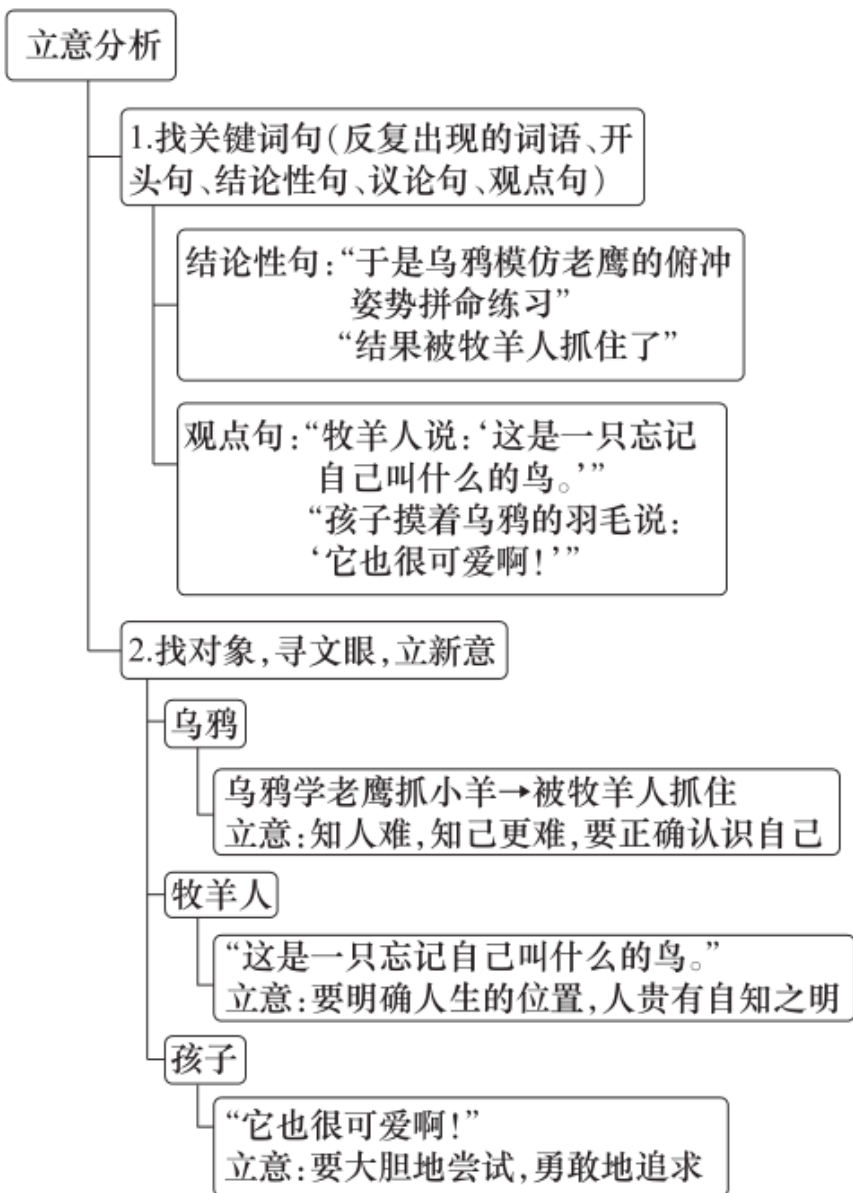 立意分析
1.找关键词句(反复出现的词语、开
头句、结论性句、议论句、观点句)
结论性句:“于是乌鸦模仿老鹰的俯冲
姿势拼命练习”
“结果被牧羊人抓住了”
观点句:“牧羊人说:‘这是一只忘记
自己叫什么的鸟。’”
“孩子摸着乌鸦的羽毛说:
‘它也很可爱啊!’”
2.找对象,寻文眼,立新意
乌鸦
乌鸦学老鹰抓小羊→被牧羊人抓住
立意:知人难,知己更难,要正确认识自己
牧羊人
“这是一只忘记自己叫什么的鸟。”
立意:要明确人生的位置,人贵有自知之明
孩子
“它也很可爱啊!”
立意:要大胆地尝试,勇敢地追求